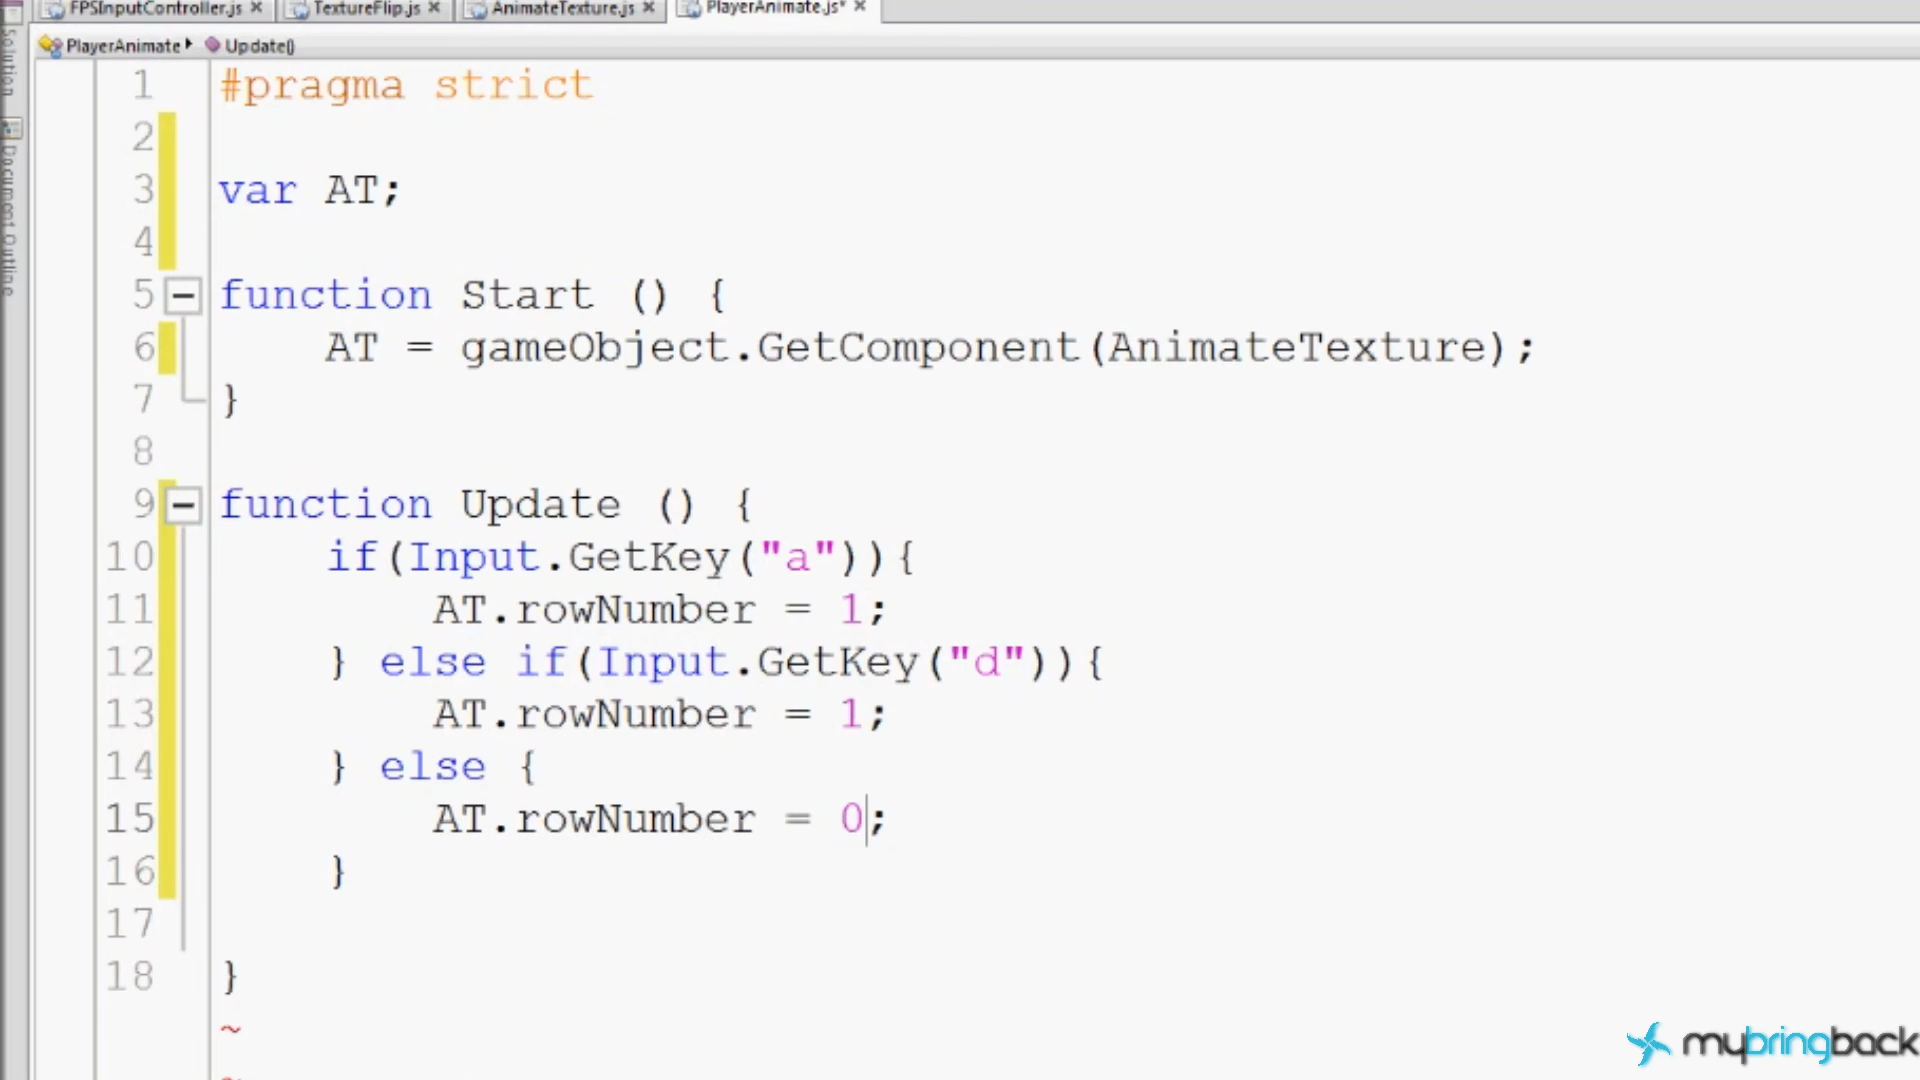 FPSInputController.js TextureFlip.js AnimateTexture.js PlayerAnimate.js*
PlayerAnimate Update()
Solution
Document Outline
1 #pragma strict
2
3 var AT;
4
5 function Start () {
6 AT = gameObject.GetComponent(AnimateTexture);
7 }
8
9 function Update () {
10 if(Input.GetKey("a")){
11 AT.rowNumber = 1;
12 } else if(Input.GetKey("d")){
13 AT.rowNumber = 1;
14 } else {
15 AT.rowNumber = 0;
16 }
17
18 }
~
mybringback